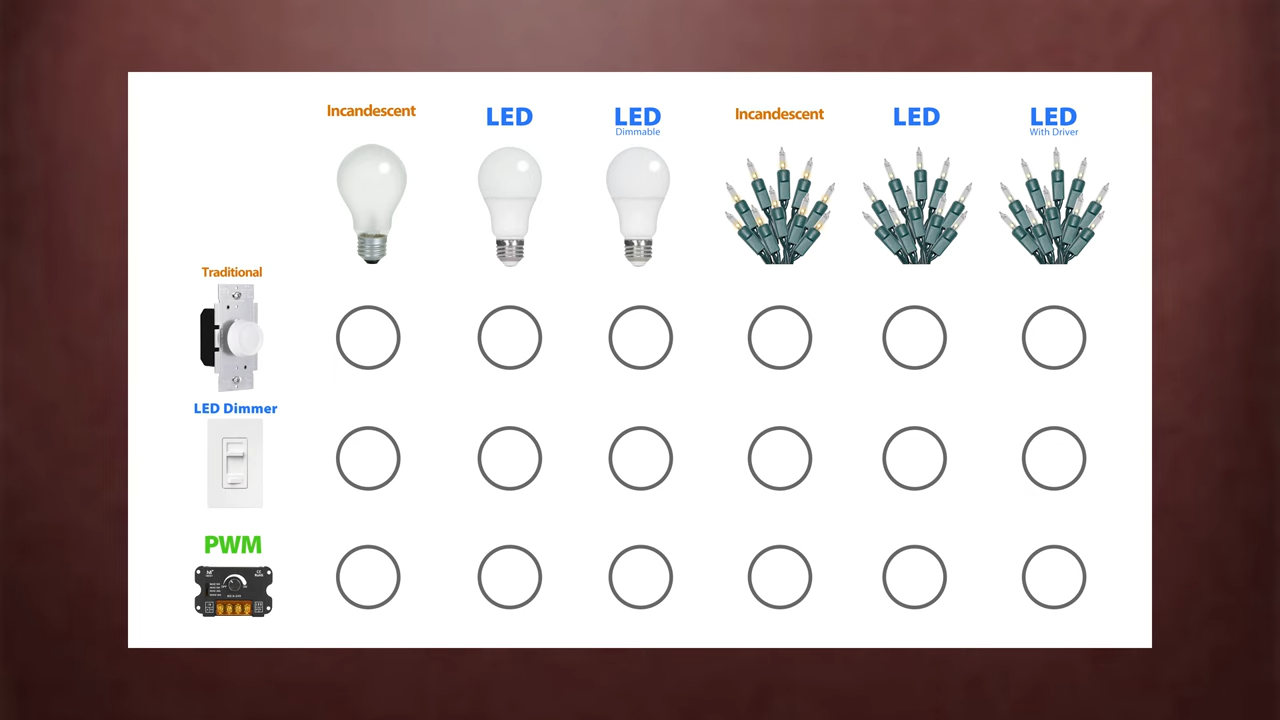 Incandescent
LED
LED
Dimmable
Incandescent
LED
LED
With Driver
Traditional
LED Dimmer
PWM